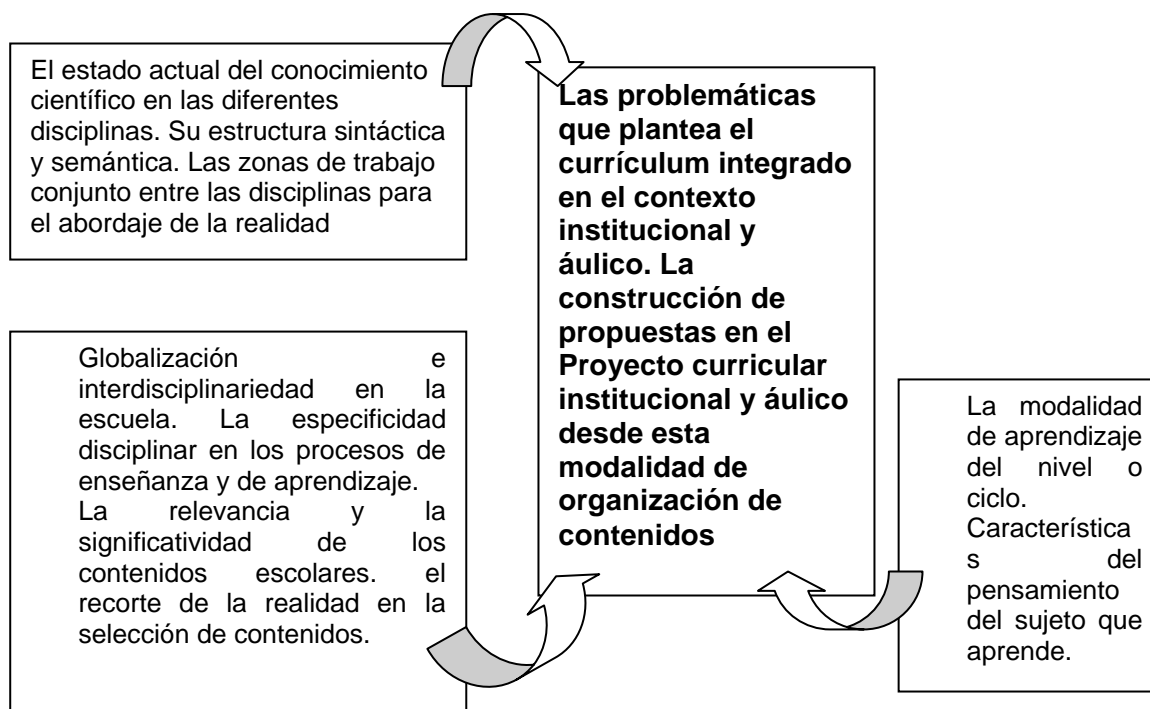 El estado actual del conocimiento
científico en las diferentes
disciplinas. Su estructura sintáctica
y semántica. Las zonas de trabajo
conjunto entre las disciplinas para
el abordaje de la realidad
Las problemáticas
que plantea el
currículum integrado
en el contexto
institucional y
áulico. La
construcción de
propuestas en el
Proyecto curricular
institucional y áulico
desde esta
modalidad de
organización de
contenidos
Globalización e
interdisciplinariedad en la
escuela. La especificidad
disciplinar en los procesos de
enseñanza y de aprendizaje.
La relevancia y la
significatividad de los
contenidos escolares. el
recorte de la realidad en la
selección de contenidos.
La modalidad
de aprendizaje
del nivel o
ciclo.
Característica
s del
pensamiento
del sujeto que
aprende.